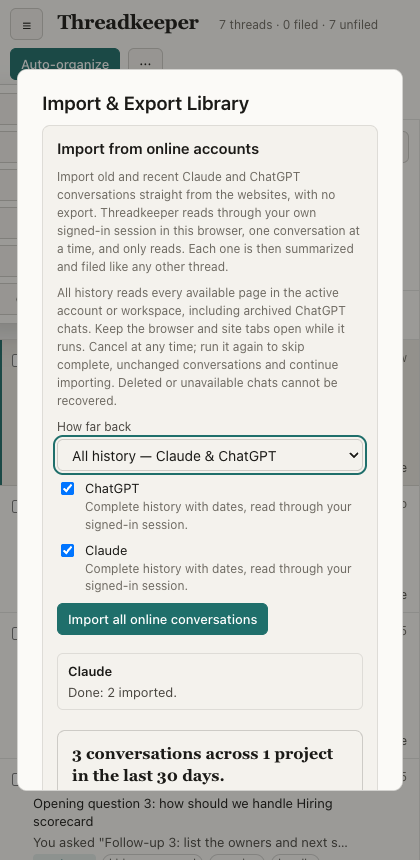 ≡
Threadkeeper
7 threads · 0 filed · 7 unfiled
Auto-organize
...
Import & Export Library
Import from online accounts
Import old and recent Claude and ChatGPT
conversations straight from the websites, with no
export. Threadkeeper reads through your own
signed-in session in this browser, one conversation at
a time, and only reads. Each one is then summarized
and filed like any other thread.
All history reads every available page in the active
account or workspace, including archived ChatGPT
chats. Keep the browser and site tabs open while it
runs. Cancel at any time; run it again to skip
complete, unchanged conversations and continue
importing. Deleted or unavailable chats cannot be
recovered.
How far back
All history — Claude & ChatGPT
ChatGPT
Complete history with dates, read through your
signed-in session.
Claude
Complete history with dates, read through your
signed-in session.
Import all online conversations
Claude
Done: 2 imported.
3 conversations across 1 project
in the last 30 days.
Opening question 3: how should we handle Hiring
scorecard
You asked "Follow-up 3: list the owners and next s...